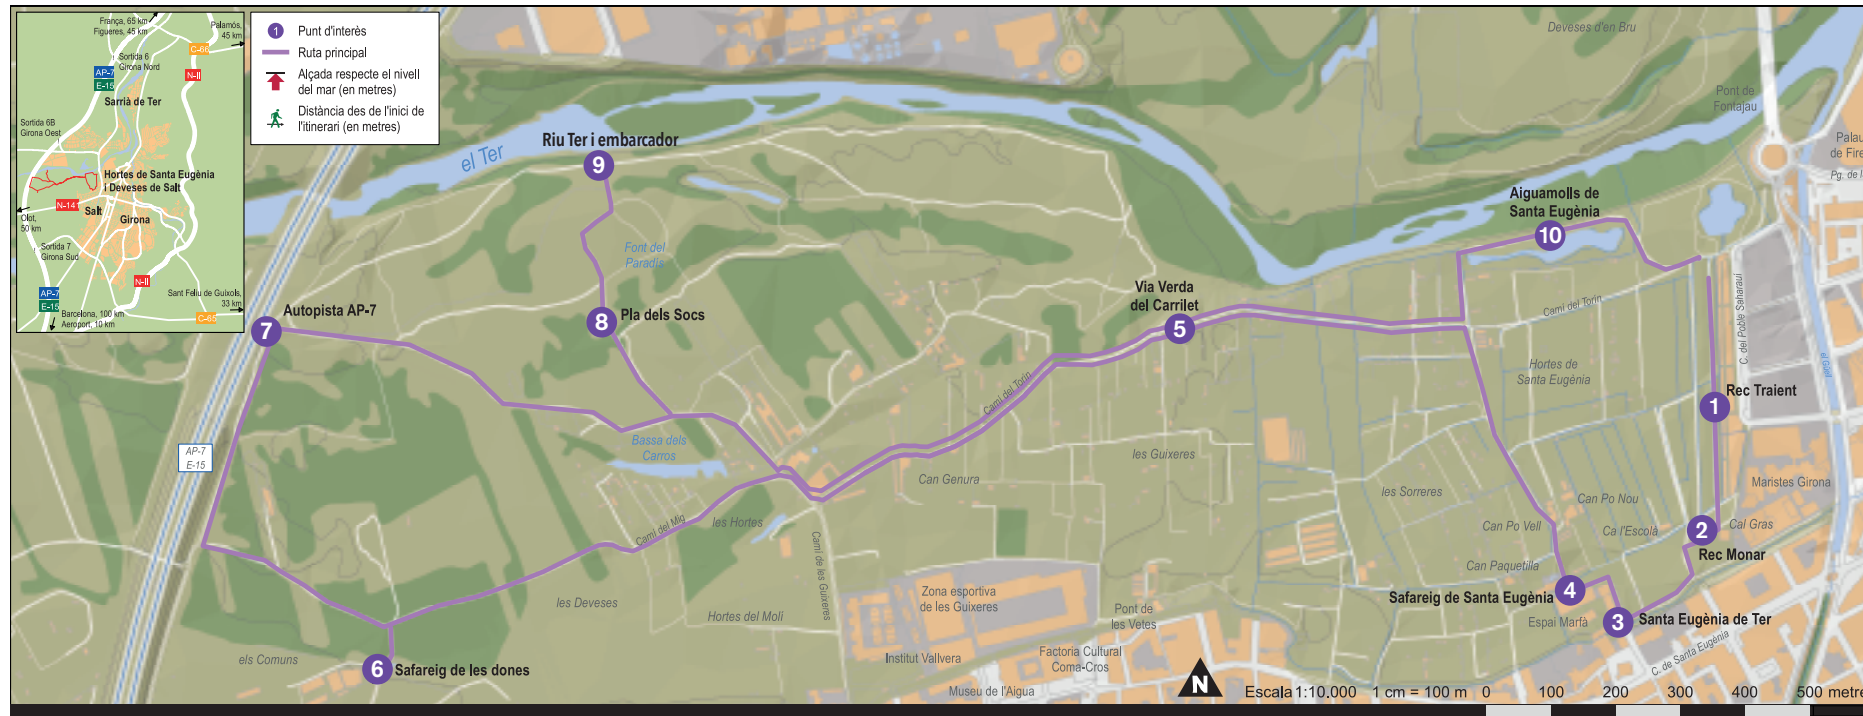 França, 65 km
Figueres, 45 km
Palamós,
45 km
C-66
Sortida 6
Girona Nord
AP-7
E-15
N-II
Sarrià de Ter
Sortida 6B
Girona Oest
Hortes de Santa Eugènia
i Deveses de Salt
N-141
Salt
Girona
Olot,
50 km
Sortida 7
Girona Sud
N-II
AP-7
E-15
Sant Feliu de Guíxols,
33 km
Barcelona, 100 km
Aeroport, 10 km
C-65
1 Punt d'interès
Ruta principal
Alçada respecte el nivell
del mar (en metres)
Distància des de l'inici de
l'itinerari (en metres)
Deveses d'en Bru
Pont de
Fontajau
Palau
de Fire
Pg. de l
el Ter
Riu Ter i embarcador
9
Aiguamolls de
Santa Eugènia
10
Font del
Paradís
Via Verda
del Carrilet
5
Camí del Torin
C. del Poble Saharauí
el Güell
Autopista AP-7
7
8
Pla dels Socs
Hortes de
Santa Eugènia
Camí del Torin
Rec Traient
1
AP-7
E-15
Bassa dels
Carros
les Guixeres
Can Genura
les Sorreres
Can Po Nou
Maristes Girona
Camí del Mig
les Hortes
Can Po Vell
Ca l'Escolà
2
Cal Gras
Rec Monar
Camí de les Guixeres
Can Paquetilla
Safareig de Santa Eugènia
4
les Deveses
Hortes del Molí
Zona esportiva
de les Guixeres
Pont de
les Vetes
Espai Marfà
3
Santa Eugènia de Ter
C. de Santa Eugènia
els Comuns
6
Safareig de les dones
Institut Vallvera
Factoria Cultural
Coma-Cros
Museu de l'Aigua
N
Escala 1:10.000 1 cm = 100 m 0 100 200 300 400 500 metre